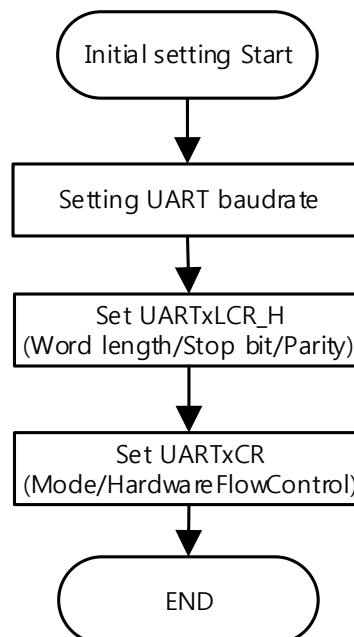 Initial setting Start
Setting UART baudrate
Set UARTxLCR_H
(Word length/Stop bit/Parity)
Set UARTxCR
(Mode/HardwareFlowControl)
END